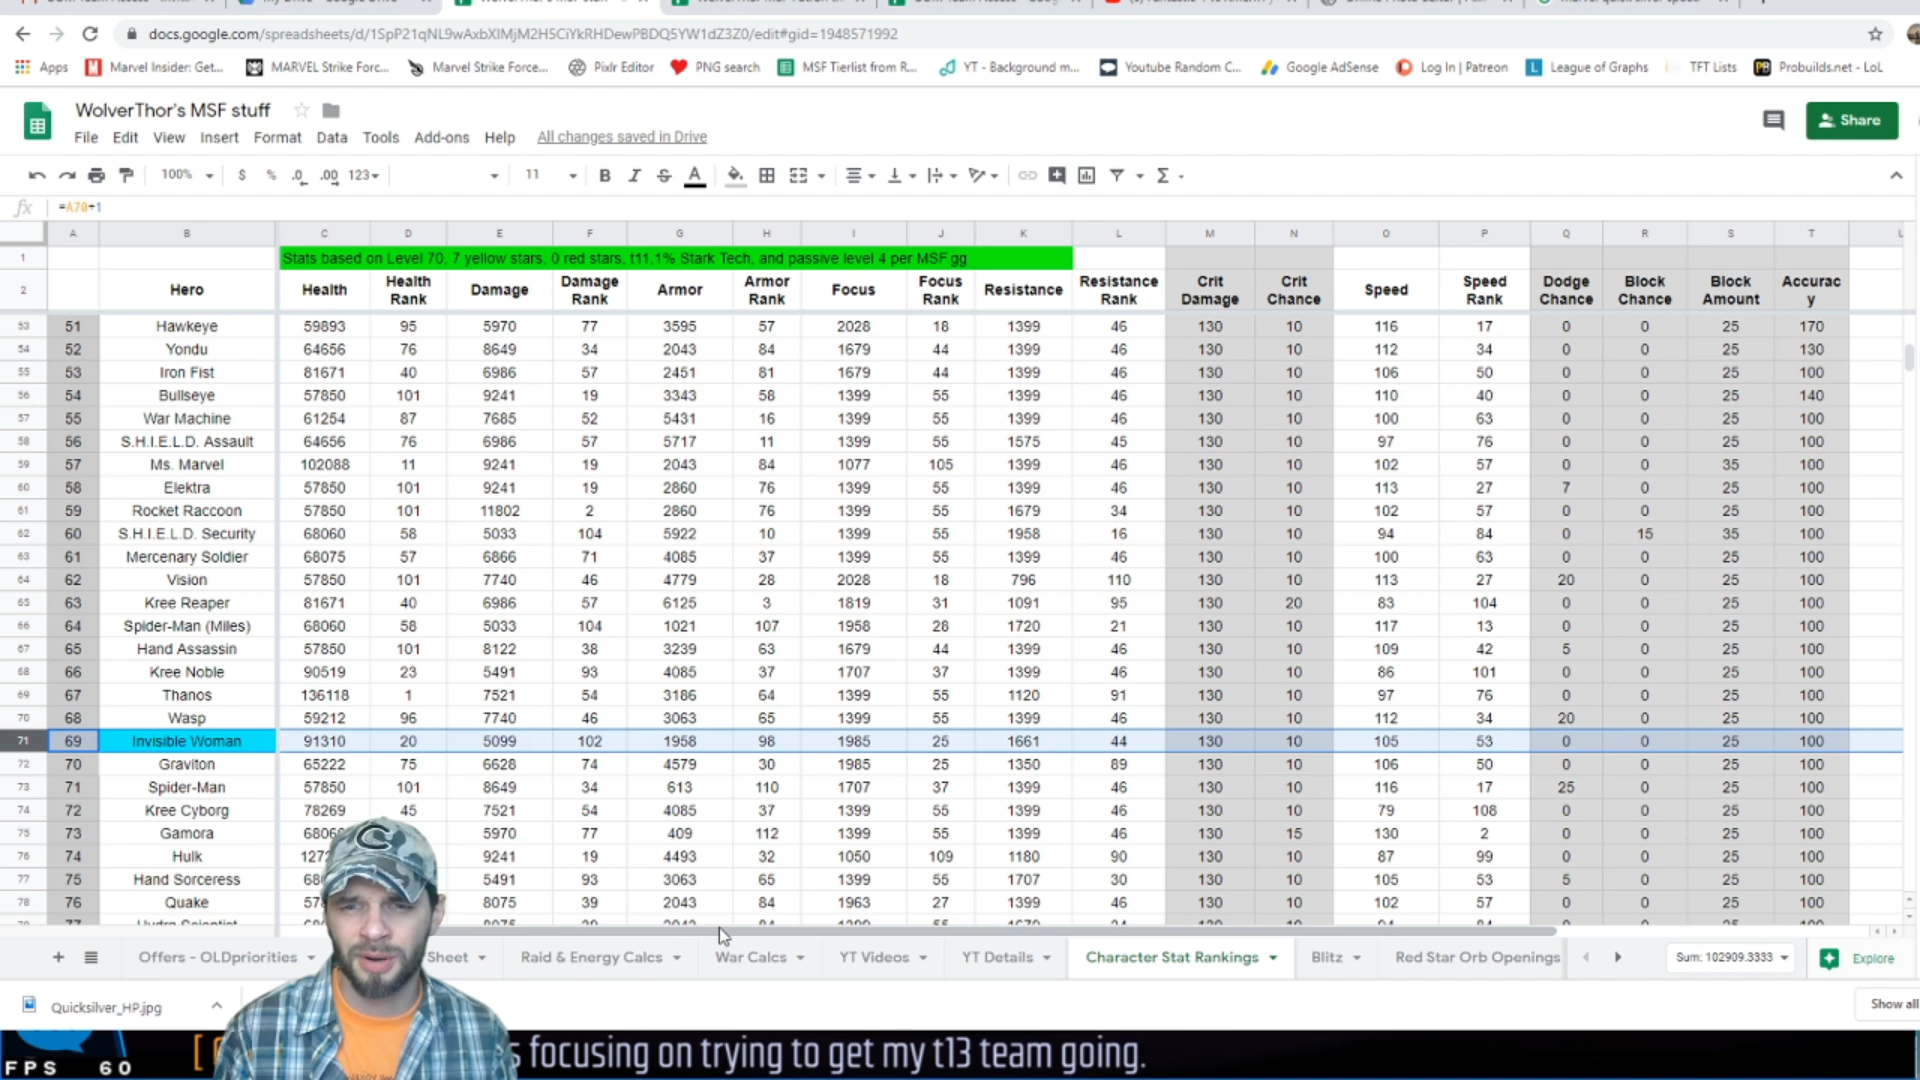 docs.google.com/spreadsheets/d/1SpP21qNL9wAxbXlMjM2H5CiYkRHDewPBDQ5YW1dZ3Z0/edit#gid=1948571992
Apps Marvel Insider: Get... MARVEL Strike Forc... Marvel Strike Force... Pixlr Editor PNG search MSF Tierlist from R... YT - Background m... Youtube Random C... Google AdSense Log In | Patreon League of Graphs TFT Lists Probuilds.net - LoL
WolverThor's MSF stuff
Share
File Edit View Insert Format Data Tools Add-ons Help All changes saved in Drive
100% $ % .0 .00 123 11 B I S A
fx =A70+1
A B C D E F G H I J K L M N O P Q R S T
1 Stats based on Level 70, 7 yellow stars, 0 red stars, t11,1% Stark Tech, and passive level 4 per MSF.gg
2 Hero Health Health Rank Damage Damage Rank Armor Armor Rank Focus Focus Rank Resistance Resistance Rank Crit Damage Crit Chance Speed Speed Rank Dodge Chance Block Chance Block Amount Accuracy
53 51 Hawkeye 59893 95 5970 77 3595 57 2028 18 1399 46 130 10 116 17 0 0 25 170
54 52 Yondu 64656 76 8649 34 2043 84 1679 44 1399 46 130 10 112 34 0 0 25 130
55 53 Iron Fist 81671 40 6986 57 2451 81 1679 44 1399 46 130 10 106 50 0 0 25 100
56 54 Bullseye 57850 101 9241 19 3343 58 1399 55 1399 46 130 10 110 40 0 0 25 140
57 55 War Machine 61254 87 7685 52 5431 16 1399 55 1399 46 130 10 100 63 0 0 25 100
58 56 S.H.I.E.L.D. Assault 64656 76 6986 57 5717 11 1399 55 1575 45 130 10 97 76 0 0 25 100
59 57 Ms. Marvel 102088 11 9241 19 2043 84 1077 105 1399 46 130 10 102 57 0 0 35 100
60 58 Elektra 57850 101 9241 19 2860 76 1399 55 1399 46 130 10 113 27 7 0 25 100
61 59 Rocket Raccoon 57850 101 11802 2 2860 76 1399 55 1679 34 130 10 102 57 0 0 25 100
62 60 S.H.I.E.L.D. Security 68060 58 5033 104 5922 10 1399 55 1958 16 130 10 94 84 0 15 35 100
63 61 Mercenary Soldier 68075 57 6866 71 4085 37 1399 55 1399 46 130 10 100 63 0 0 25 100
64 62 Vision 57850 101 7740 46 4779 28 2028 18 796 110 130 10 113 27 20 0 25 100
65 63 Kree Reaper 81671 40 6986 57 6125 3 1819 31 1091 95 130 20 83 104 0 0 25 100
66 64 Spider-Man (Miles) 68060 58 5033 104 1021 107 1958 28 1720 21 130 10 117 13 0 0 25 100
67 65 Hand Assassin 57850 101 8122 38 3239 63 1679 44 1399 46 130 10 109 42 5 0 25 100
68 66 Kree Noble 90519 23 5491 93 4085 37 1707 37 1399 46 130 10 86 101 0 0 25 100
69 67 Thanos 136118 1 7521 54 3186 64 1399 55 1120 91 130 10 97 76 0 0 25 100
70 68 Wasp 59212 96 7740 46 3063 65 1399 55 1399 46 130 10 112 34 20 0 25 100
71 69 Invisible Woman 91310 20 5099 102 1958 98 1985 25 1661 44 130 10 105 53 0 0 25 100
72 70 Graviton 65222 75 6628 74 4579 30 1985 25 1350 89 130 10 106 50 0 0 25 100
73 71 Spider-Man 57850 101 8649 34 613 110 1707 37 1399 46 130 10 116 17 25 0 25 100
74 72 Kree Cyborg 78269 45 7521 54 4085 37 1399 55 1399 46 130 10 79 108 0 0 25 100
75 73 Gamora 5970 77 409 112 1399 55 1399 46 130 15 130 2 0 0 25 100
76 74 Hulk 9241 19 4493 32 1050 109 1180 90 130 10 87 99 0 0 25 100
77 75 Hand Sorceress 5491 93 3063 65 1399 55 1707 30 130 10 105 53 5 0 25 100
78 76 Quake 8075 39 2043 84 1963 27 1399 46 130 10 102 57 0 0 25 100
Offers - OLDpriorities Sheet Raid & Energy Calcs War Calcs YT Videos YT Details Character Stat Rankings Blitz Red Star Orb Openings Sum: 102909.3333 Explore
Quicksilver_HP.jpg Show all
focusing on trying to get my t13 team going.
FPS 60